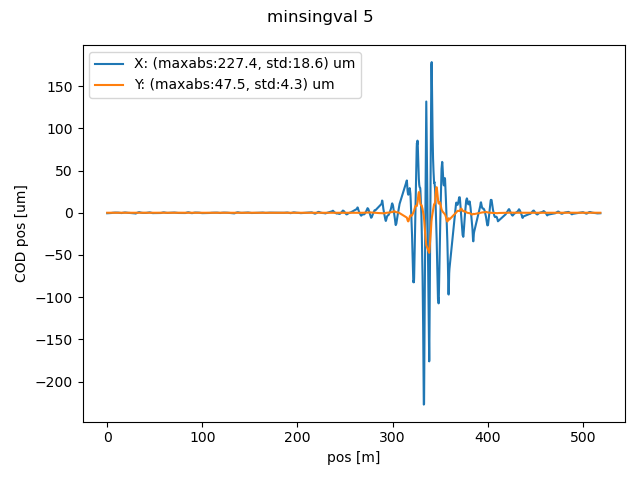 minsingval 5
X: (maxabs:227.4, std:18.6) um
Y: (maxabs:47.5, std:4.3) um
COD pos [um]
150
100
50
0
−50
−100
−150
−200
0 100 200 300 400 500
pos [m]